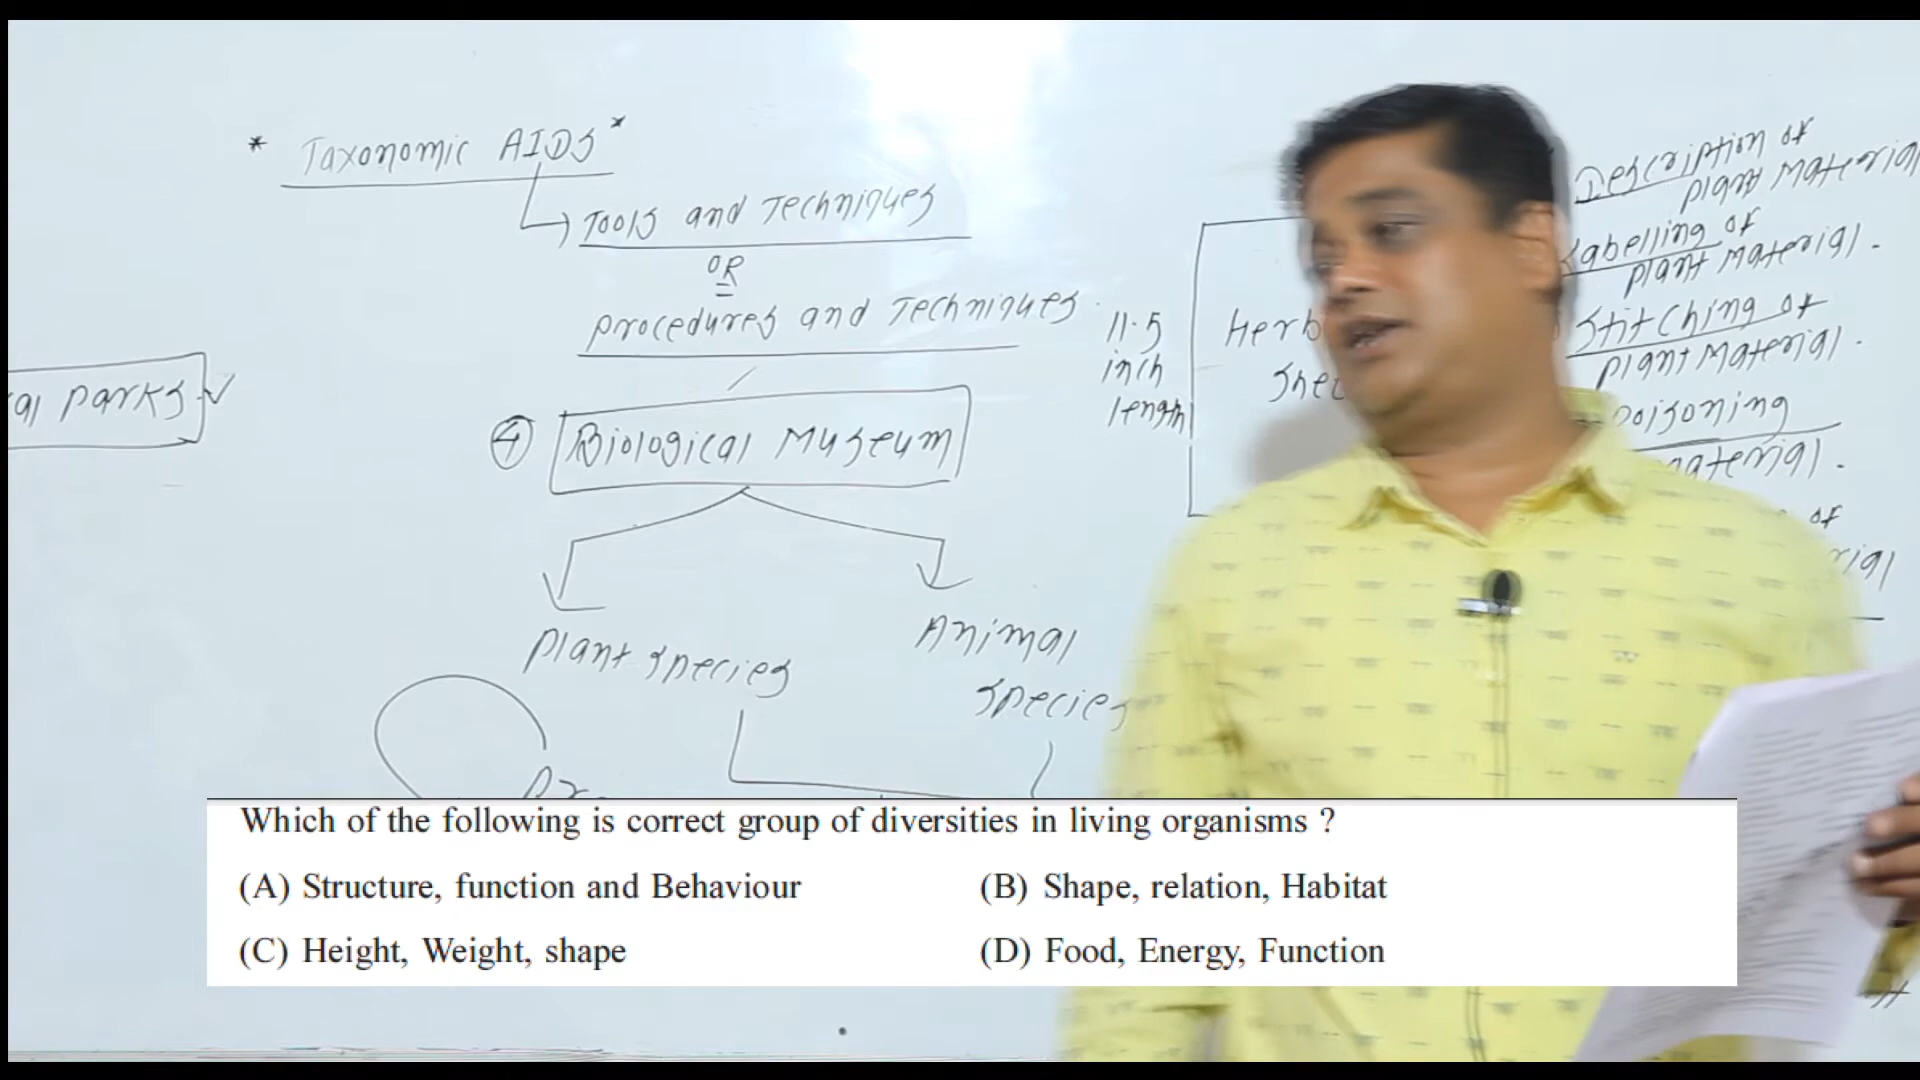 * Taxonomic AIDS *
Tools and Techniques
OR
procedures and Techniques
al parks ✓
④ Biological Museum
plant species
Animal
species
11.5
inch
length
Description of
plant Material
Labelling of
plant Material.
Stitching of
plant Material.
poisoning
material.
of
Which of the following is correct group of diversities in living organisms ?
(A) Structure, function and Behaviour
(B) Shape, relation, Habitat
(C) Height, Weight, shape
(D) Food, Energy, Function